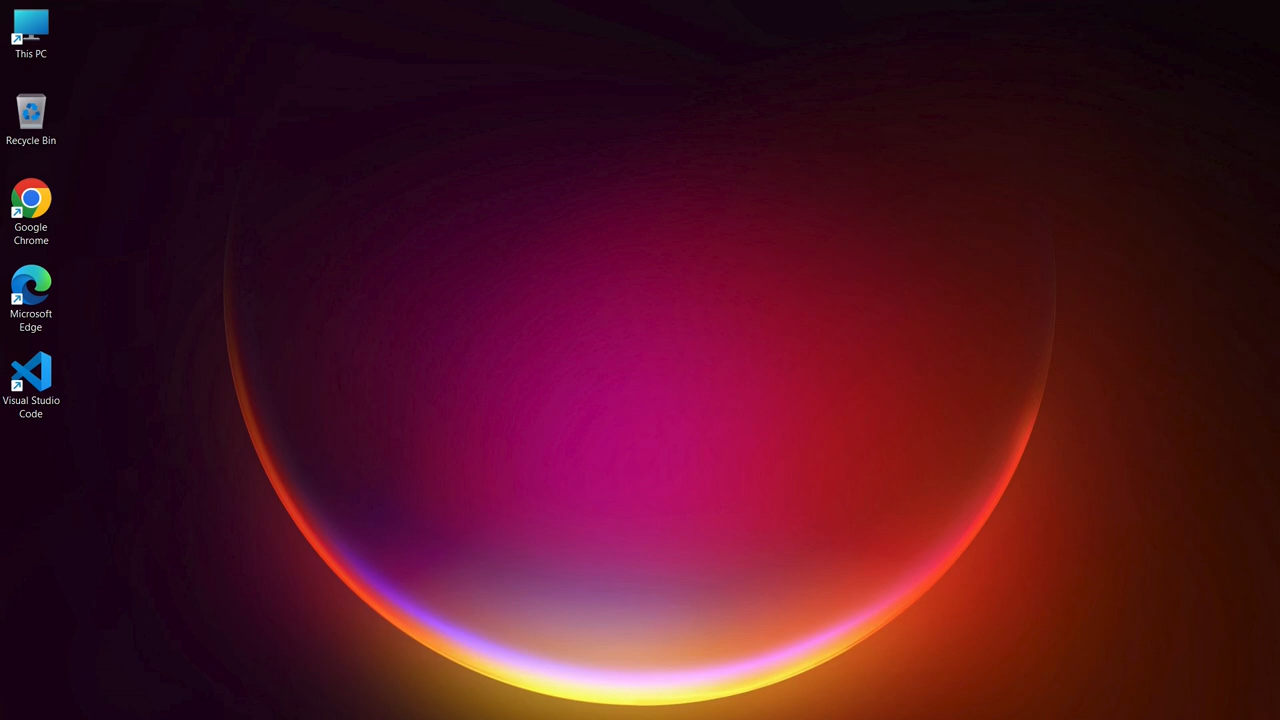 This PC
Recycle Bin
Google
Chrome
Microsoft
Edge
Visual Studio
Code